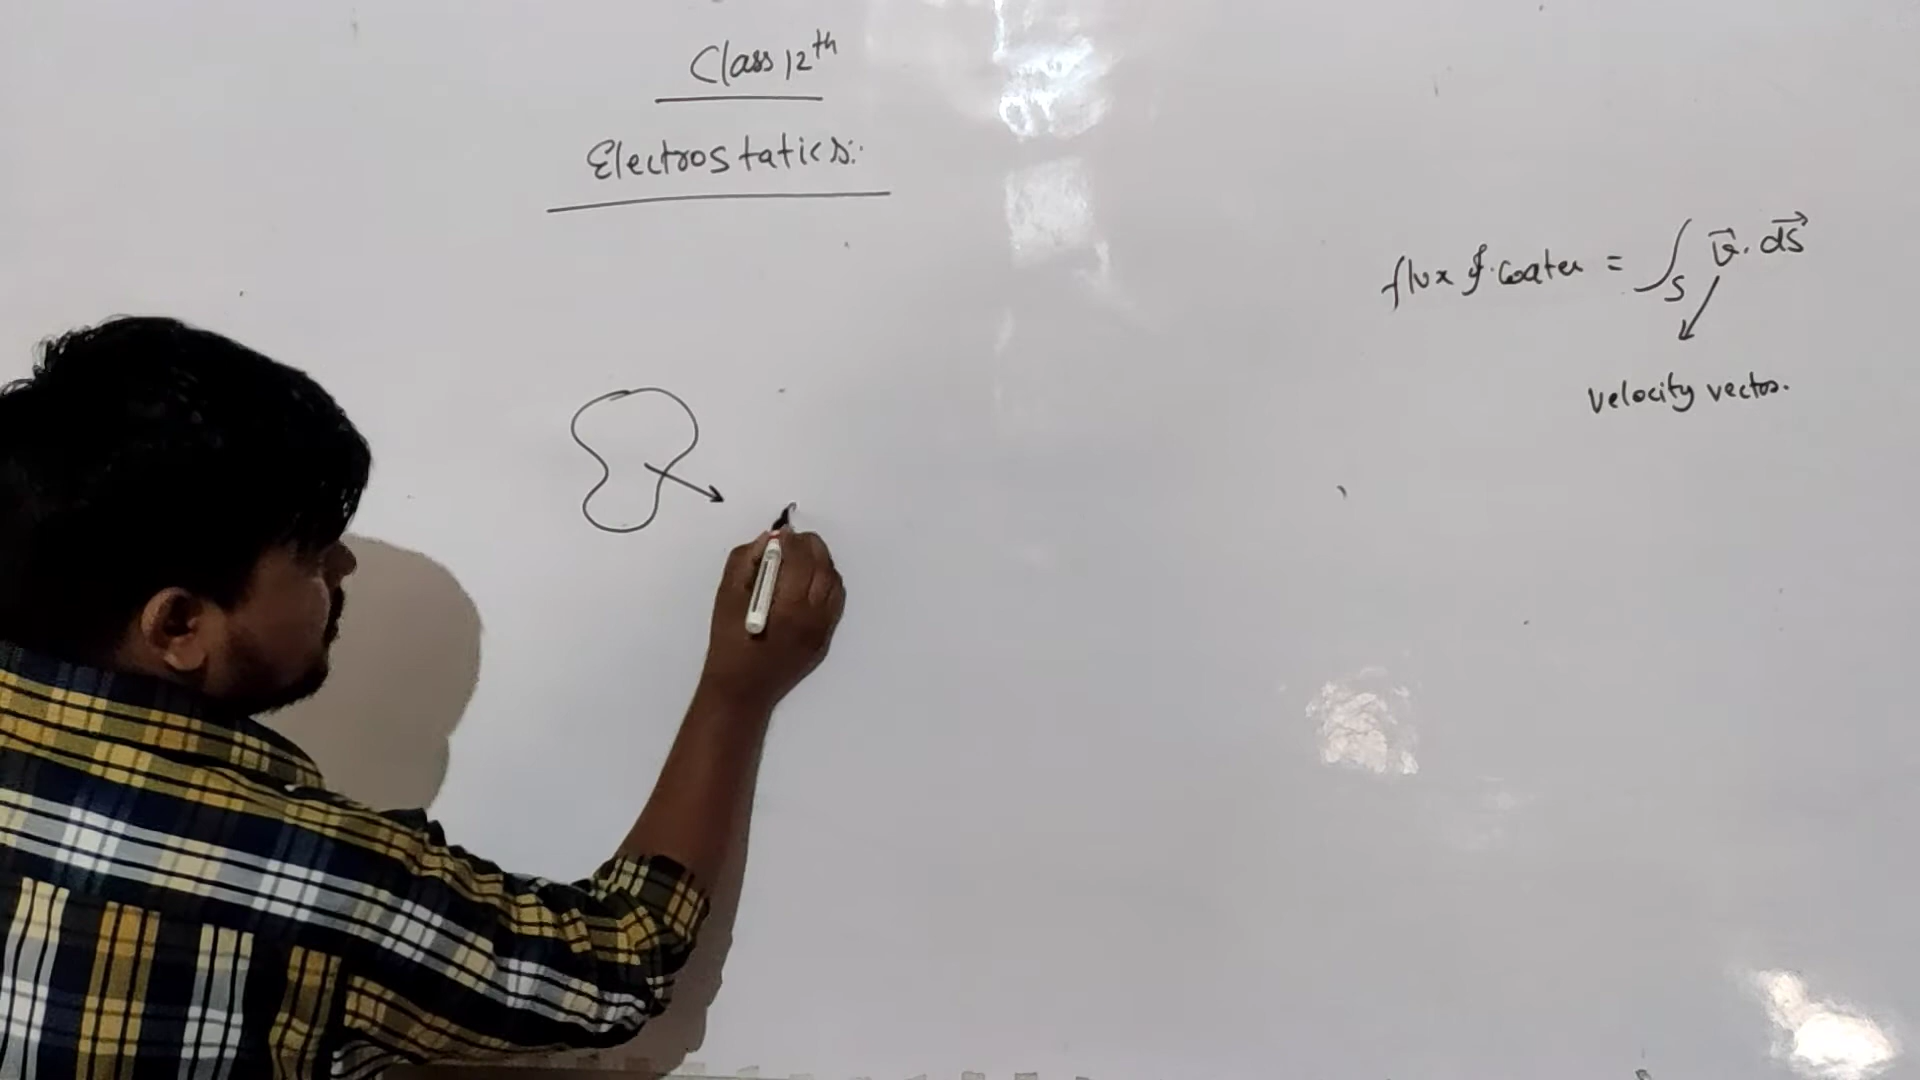 Class 12th
Electrostatics:
flux of water = ∫S v⃗. ds⃗
velocity vector.